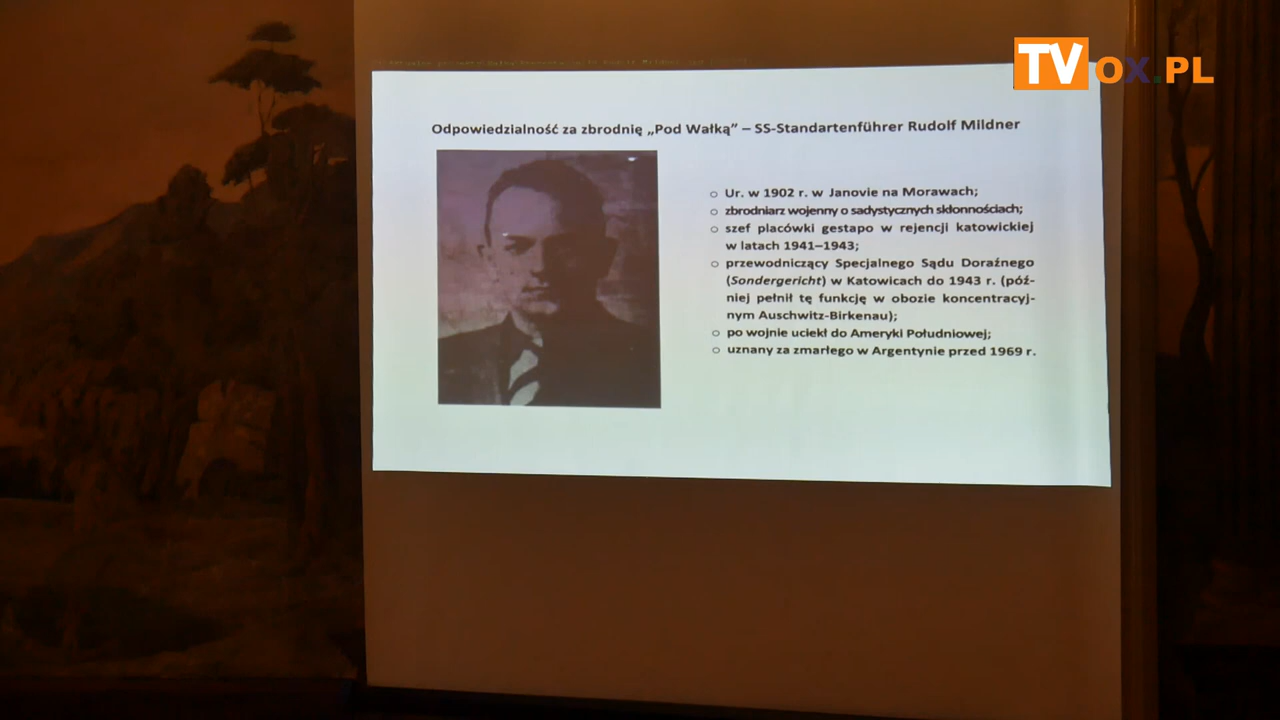 TVOX.PL
Odpowiedzialność za zbrodnię „Pod Wałką” – SS-Standartenführer Rudolf Mildner
○ Ur. w 1902 r. w Janovie na Morawach;
○ zbrodniarz wojenny o sadystycznych skłonnościach;
○ szef placówki gestapo w rejencji katowickiej
w latach 1941–1943;
○ przewodniczący Specjalnego Sądu Doraźnego
(Sondergericht) w Katowicach do 1943 r. (póź-
niej pełnił tę funkcję w obozie koncentracyj-
nym Auschwitz-Birkenau);
○ po wojnie uciekł do Ameryki Południowej;
○ uznany za zmarłego w Argentynie przed 1969 r.